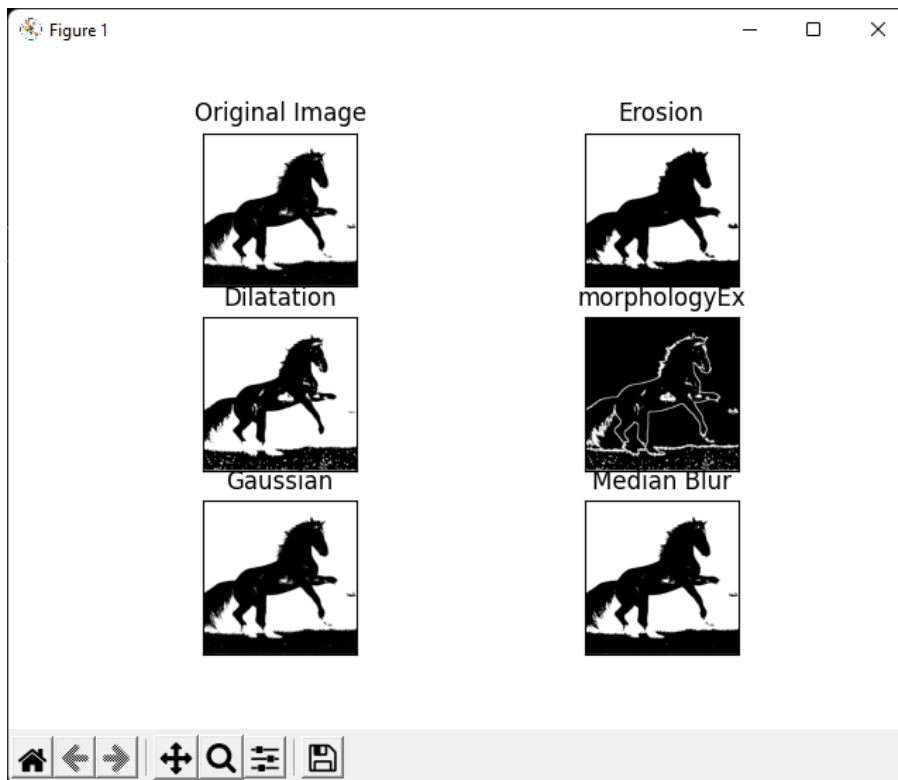 Figure 1
Original Image
Erosion
Dilatation
morphologyEx
Gaussian
Median Blur